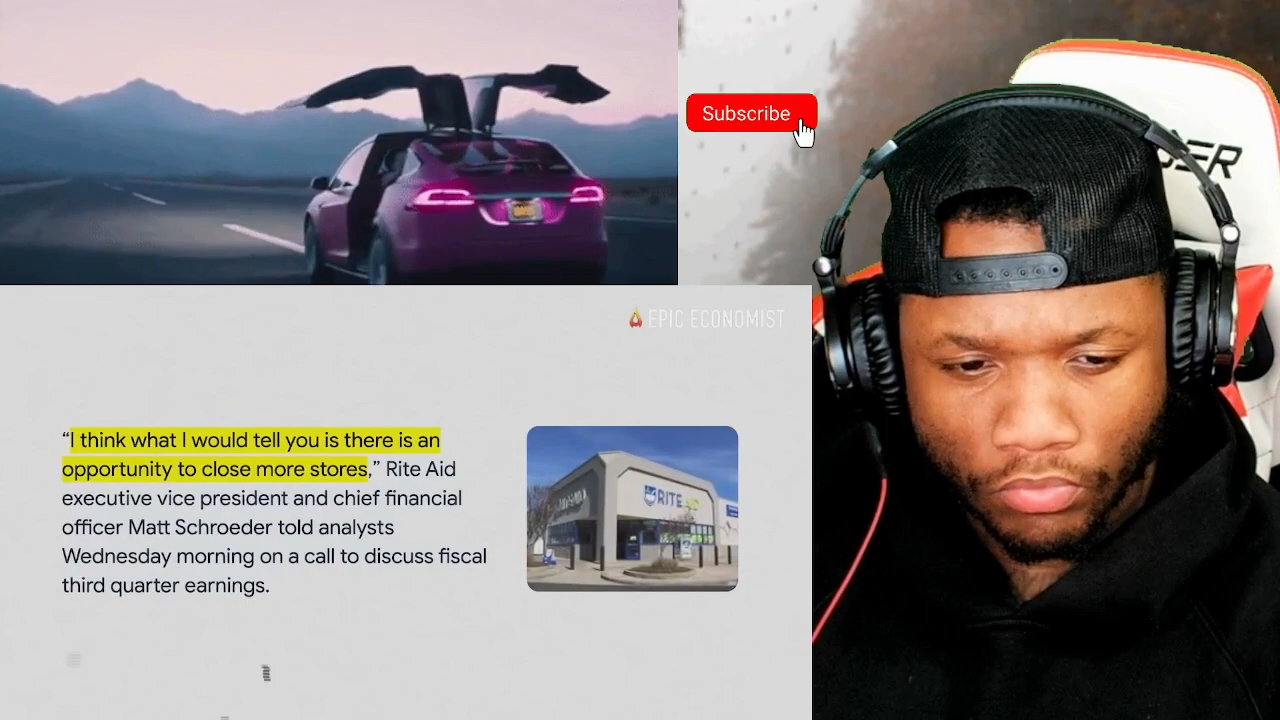 Subscribe
EPIC ECONOMIST
“I think what I would tell you is there is an
opportunity to close more stores,” Rite Aid
executive vice president and chief financial
officer Matt Schroeder told analysts
Wednesday morning on a call to discuss fiscal
third quarter earnings.
RITE